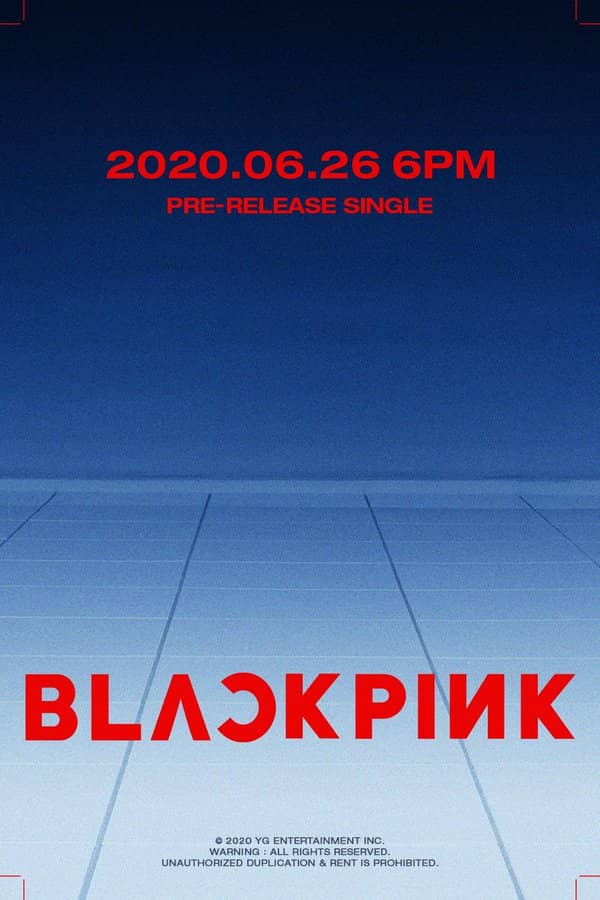 2020.06.26 6PM
PRE-RELEASE SINGLE
BLACKPINK
© 2020 YG ENTERTAINMENT INC.
WARNING : ALL RIGHTS RESERVED.
UNAUTHORIZED DUPLICATION & RENT IS PROHIBITED.